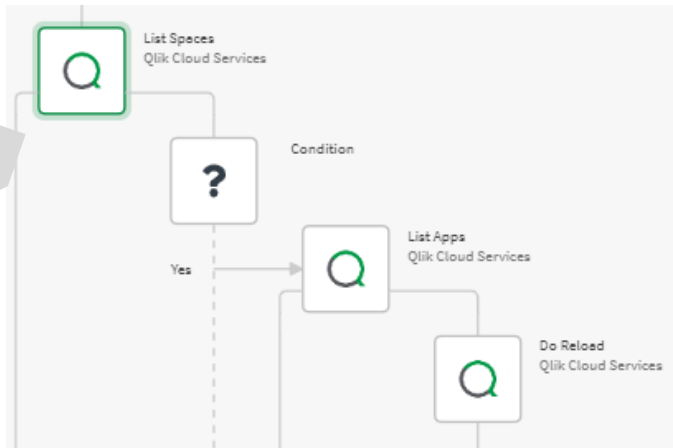 List Spaces
Qlik Cloud Services
?
Condition
Yes
List Apps
Qlik Cloud Services
Do Reload
Qlik Cloud Services